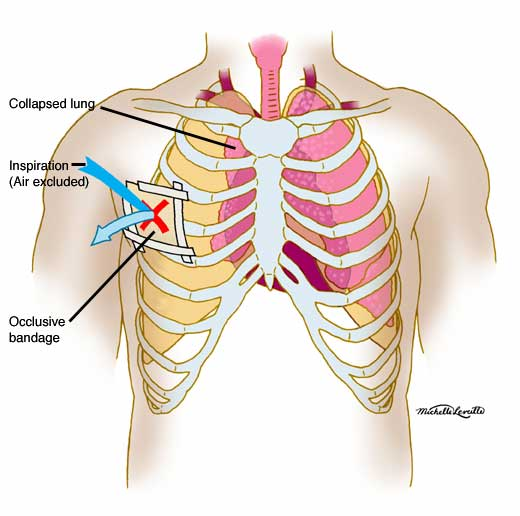 Collapsed lung
Inspiration
(Air excluded)
Occlusive
bandage
Michelle Leveille